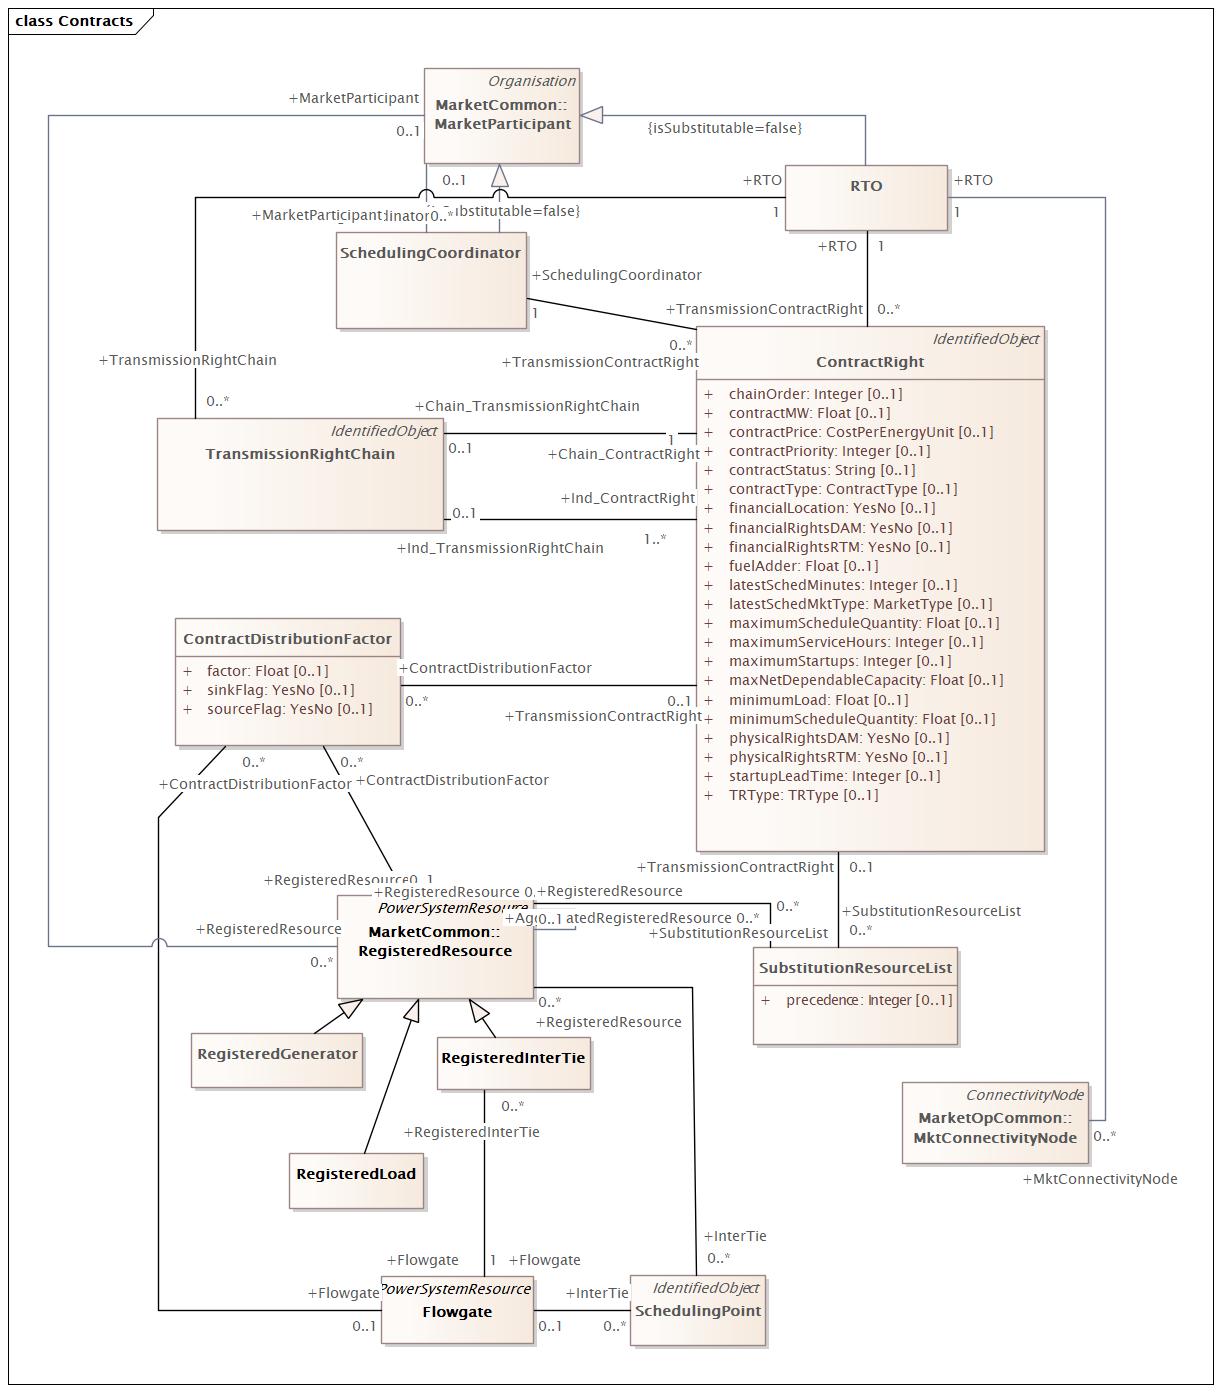 class Contracts
Organisation
MarketCommon::
MarketParticipant
+MarketParticipant
0..1
{isSubstitutable=false}
0..1
+RTO
RTO
+RTO
1
1
+MarketParticipant
0..*
ubstitutable=false}
+RTO
1
SchedulingCoordinator
+SchedulingCoordinator
1
+TransmissionContractRight
0..*
0..*
+TransmissionContractRight
+TransmissionRightChain
0..*
IdentifiedObject
ContractRight
+ chainOrder: Integer [0..1]
+ contractMW: Float [0..1]
+ contractPrice: CostPerEnergyUnit [0..1]
+ contractPriority: Integer [0..1]
+ contractStatus: String [0..1]
+ contractType: ContractType [0..1]
+ financialLocation: YesNo [0..1]
+ financialRightsDAM: YesNo [0..1]
+ financialRightsRTM: YesNo [0..1]
+ fuelAdder: Float [0..1]
+ latestSchedMinutes: Integer [0..1]
+ latestSchedMktType: MarketType [0..1]
+ maximumScheduleQuantity: Float [0..1]
+ maximumServiceHours: Integer [0..1]
+ maximumStartups: Integer [0..1]
+ maxNetDependableCapacity: Float [0..1]
+ minimumLoad: Float [0..1]
+ minimumScheduleQuantity: Float [0..1]
+ physicalRightsDAM: YesNo [0..1]
+ physicalRightsRTM: YesNo [0..1]
+ startupLeadTime: Integer [0..1]
+ TRType: TRType [0..1]
IdentifiedObject
TransmissionRightChain
+Chain_TransmissionRightChain
0..1
1
+Chain_ContractRight
+Ind_ContractRight
0..1
1..*
+Ind_TransmissionRightChain
ContractDistributionFactor
+ factor: Float [0..1]
+ sinkFlag: YesNo [0..1]
+ sourceFlag: YesNo [0..1]
+ContractDistributionFactor
0..*
0..1
+TransmissionContractRight
0..*
0..*
+ContractDistributionFactor
+ContractDistributionFactor
+TransmissionContractRight
0..1
+RegisteredResource
+RegisteredResource
+RegisteredResource
0..*
0..1
atedRegisteredResource 0..*
+SubstitutionResourceList
+SubstitutionResourceList
0..*
PowerSystemResource
MarketCommon::
RegisteredResource
+RegisteredResource
0..*
0..*
+RegisteredResource
SubstitutionResourceList
+ precedence: Integer [0..1]
RegisteredGenerator
RegisteredInterTie
0..*
+RegisteredInterTie
RegisteredLoad
ConnectivityNode
MarketOpCommon::
MktConnectivityNode
0..*
+MktConnectivityNode
+InterTie
0..*
+Flowgate
1
+Flowgate
+Flowgate
0..1
PowerSystemResource
Flowgate
0..1
+InterTie
0..*
IdentifiedObject
SchedulingPoint